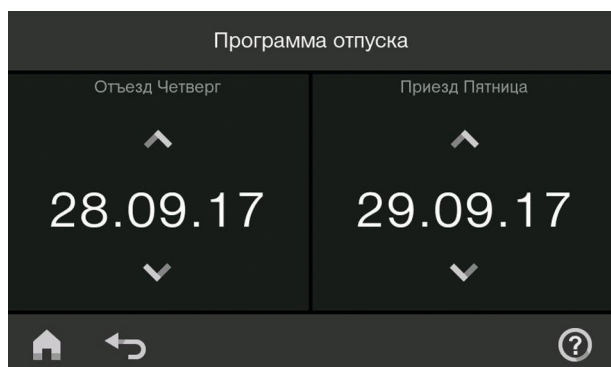 Программа отпуска
Отъезд Четверг
Приезд Пятница
28.09.17
29.09.17
?